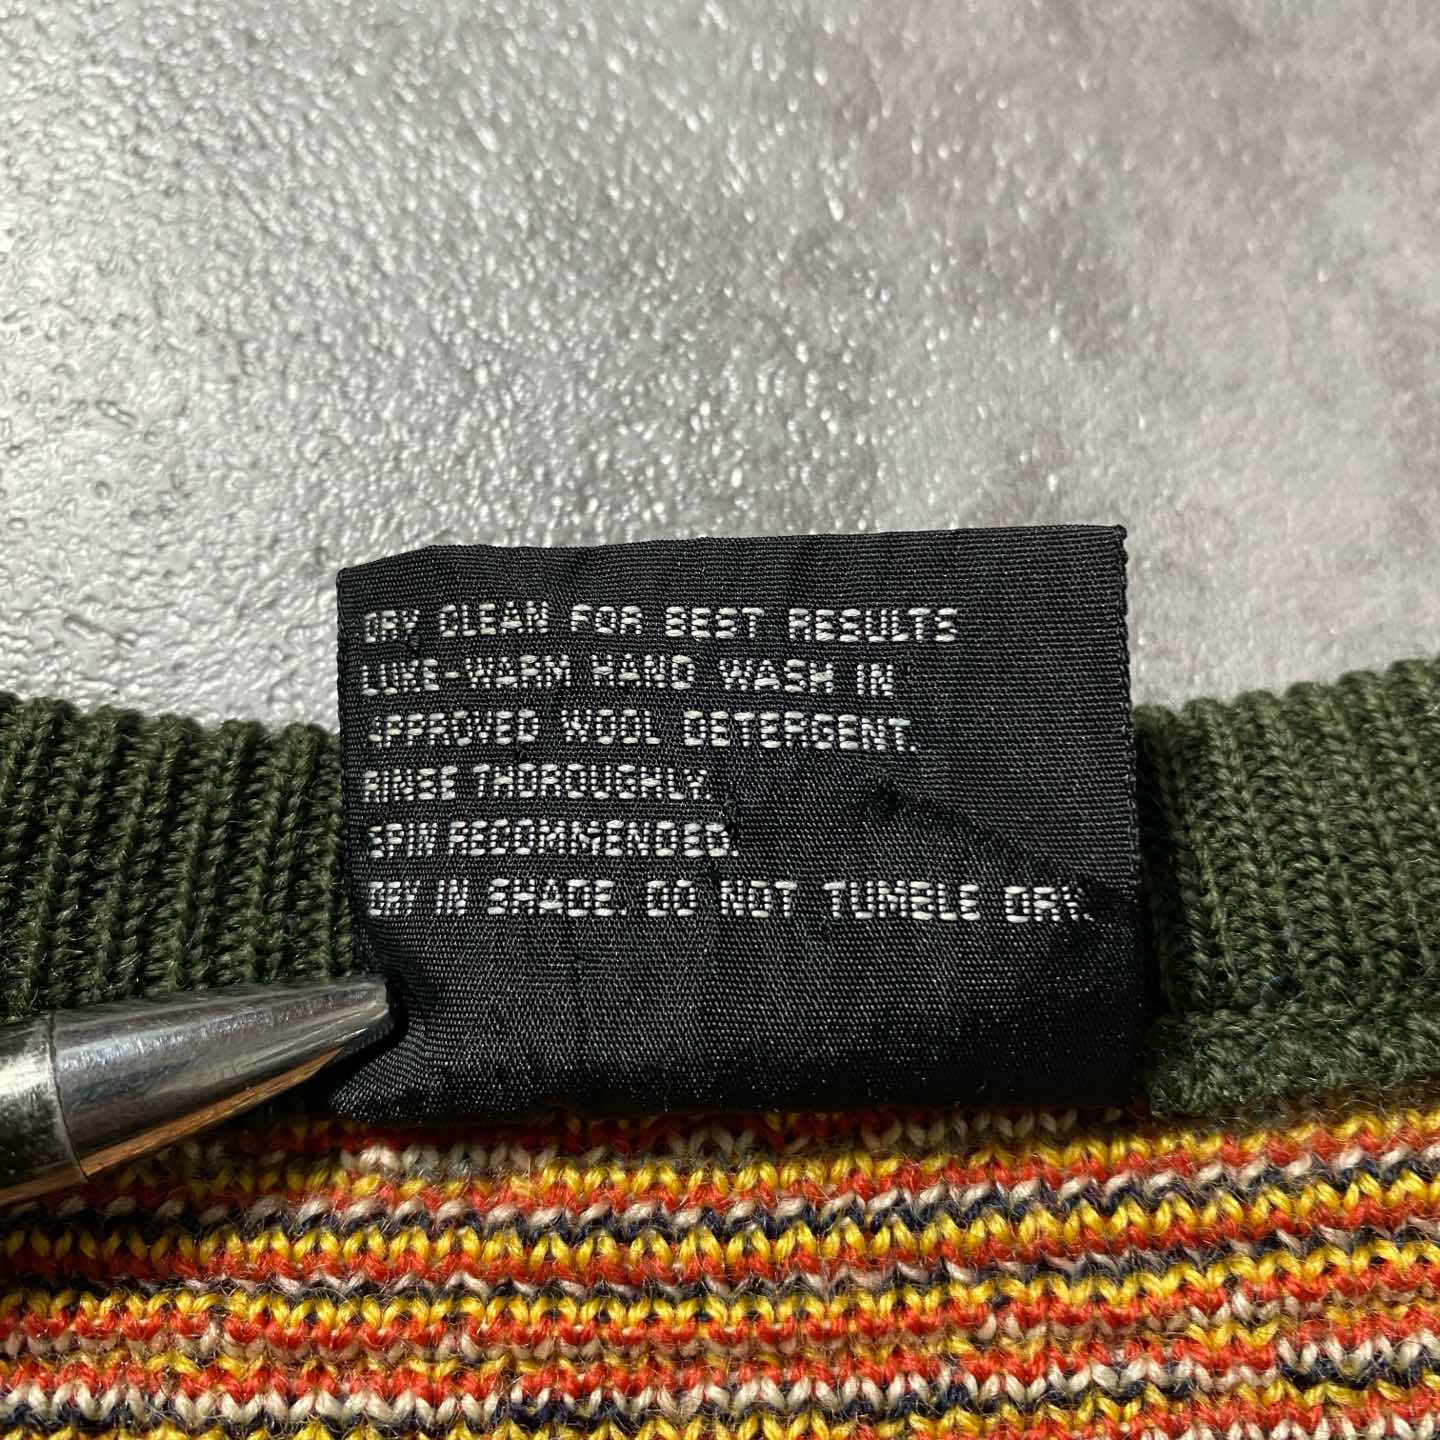 DRY CLEAN FOR BEST RESULTS
LUKE-WARM HAND WASH IN
APPROVED WOOL DETERGENT.
RINSE THOROUGHLY.
SPIN RECOMMENDED.
DRY IN SHADE. DO NOT TUMBLE DRY.